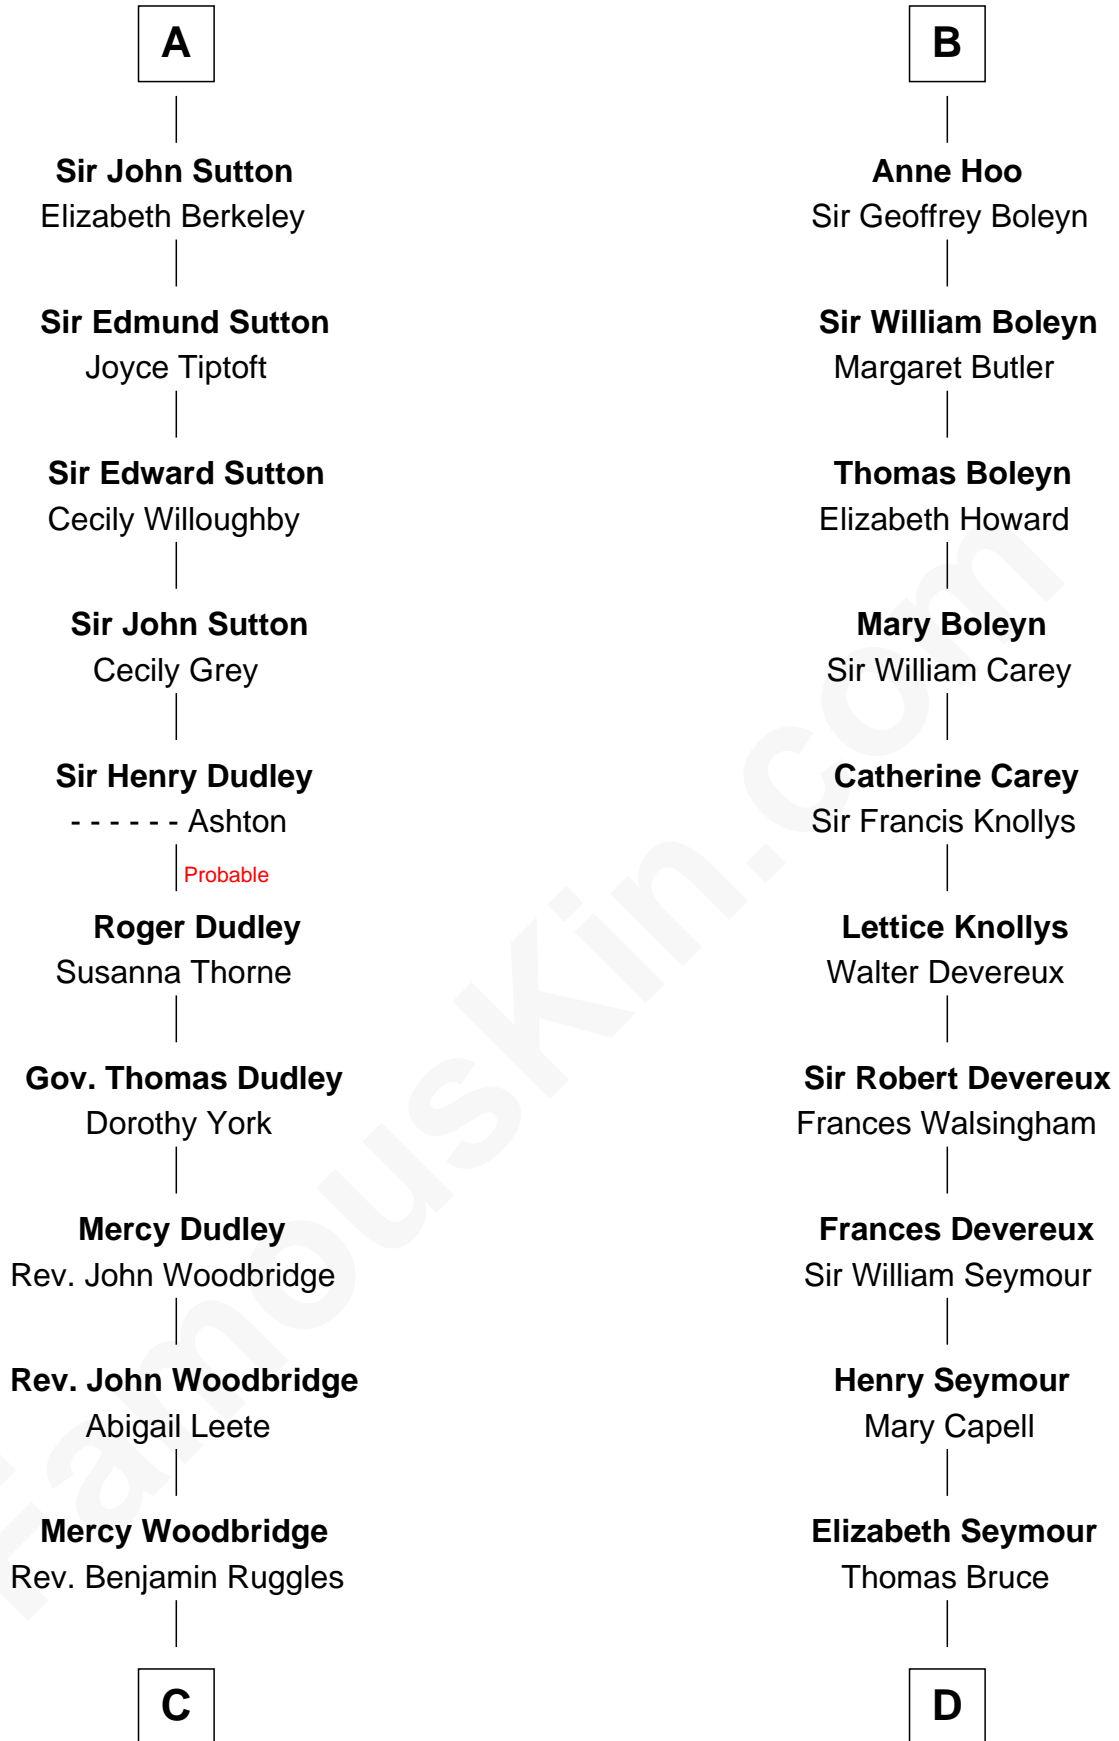 A
Sir John Sutton
Elizabeth Berkeley
Sir Edmund Sutton
Joyce Tiptoft
Sir Edward Sutton
Cecily Willoughby
Sir John Sutton
Cecily Grey
Sir Henry Dudley
- - - - - - Ashton
Probable
Roger Dudley
Susanna Thorne
Gov. Thomas Dudley
Dorothy York
Mercy Dudley
Rev. John Woodbridge
Rev. John Woodbridge
Abigail Leete
Mercy Woodbridge
Rev. Benjamin Ruggles
C
B
Anne Hoo
Sir Geoffrey Boleyn
Sir William Boleyn
Margaret Butler
Thomas Boleyn
Elizabeth Howard
Mary Boleyn
Sir William Carey
Catherine Carey
Sir Francis Knollys
Lettice Knollys
Walter Devereux
Sir Robert Devereux
Frances Walsingham
Frances Devereux
Sir William Seymour
Henry Seymour
Mary Capell
Elizabeth Seymour
Thomas Bruce
D
FamousKin.com